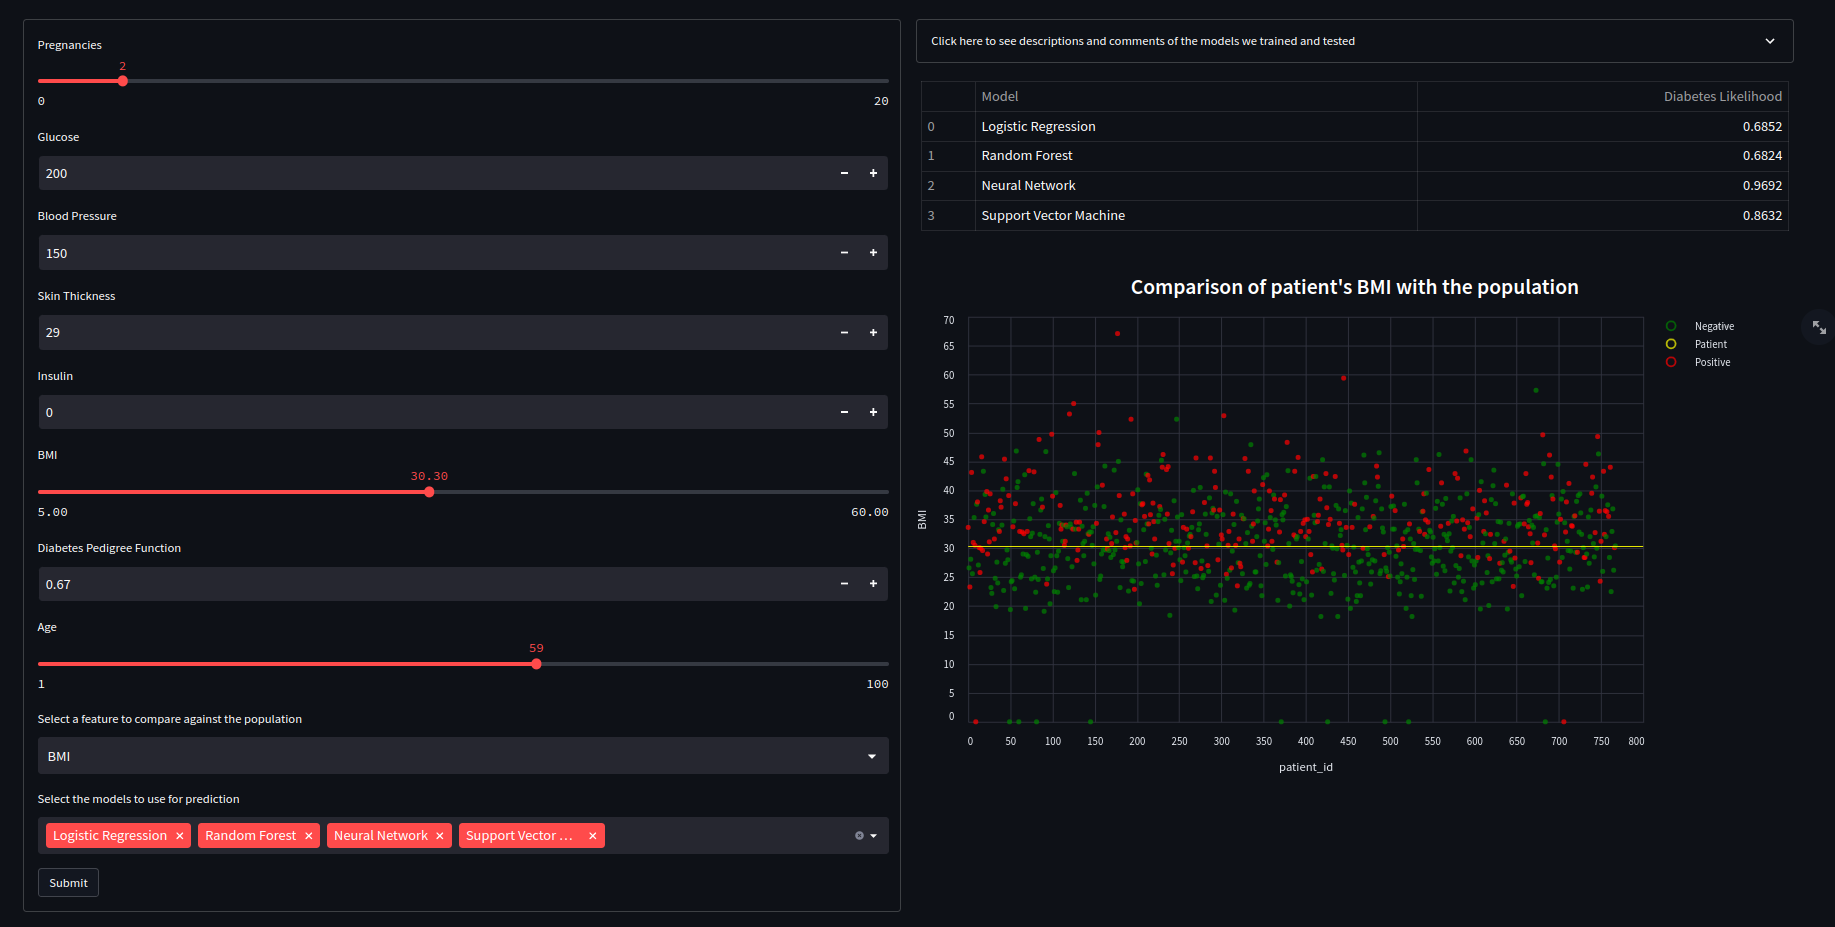 Pregnancies
2
0 20
Glucose
200
Blood Pressure
150
Skin Thickness
29
Insulin
0
BMI
30.30
5.00 60.00
Diabetes Pedigree Function
0.67
Age
59
1 100
Select a feature to compare against the population
BMI
Select the models to use for prediction
Logistic Regression Random Forest Neural Network Support Vector ...
Submit
Click here to see descriptions and comments of the models we trained and tested
Model Diabetes Likelihood
0 Logistic Regression 0.6852
1 Random Forest 0.6824
2 Neural Network 0.9692
3 Support Vector Machine 0.8632
Comparison of patient's BMI with the population
70
65
60
55
50
45
40
35
30
25
20
15
10
5
0
BMI
0 50 100 150 200 250 300 350 400 450 500 550 600 650 700 750 800
patient_id
Negative
Patient
Positive